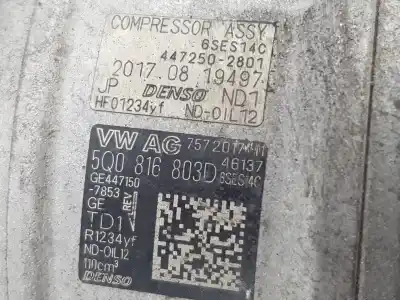 COMPRESSOR ASSY
6SES14C
447250-2801
2017.08.19497
JP DENSO ND1
HFO1234yf ND-OIL12
VW AG
46137
5Q0 816 803D 6SES14C
GE447150
-7853 REV
GE
TD1
R1234yf
ND-OIL12
110cm³
DENSO